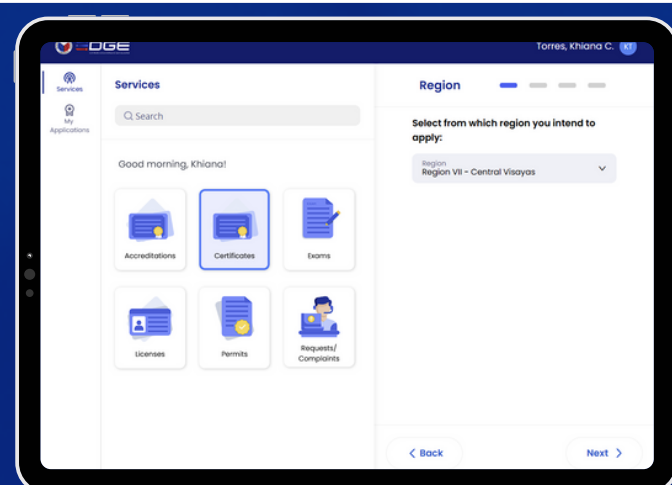 EDGE
Torres, Khiana C.
KT
Services
My
Applications
Services
Search
Good morning, Khiana!
Accreditations
Certificates
Exams
Licenses
Permits
Requests/
Complaints
Region
Select from which region you intend to
apply:
Region
Region VII - Central Visayas
< Back
Next >